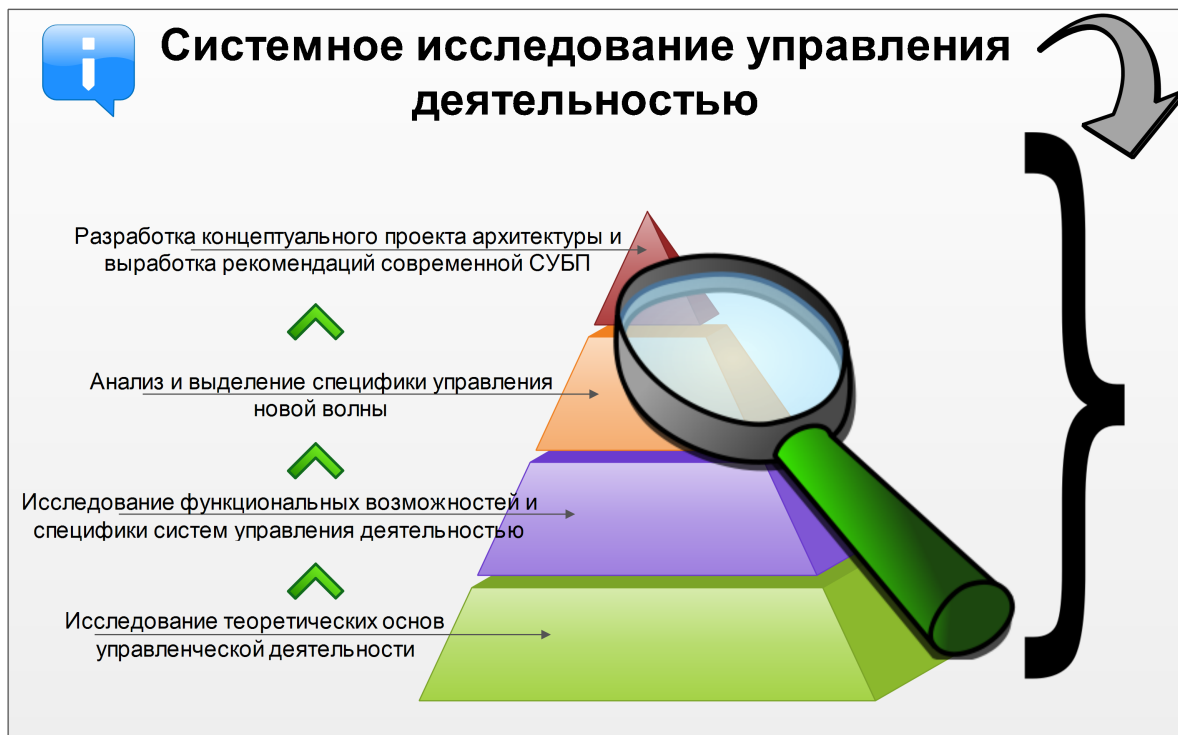 Системное исследование управления
деятельностью
Разработка концептуального проекта архитектуры и
выработка рекомендаций современной СУБП
Анализ и выделение специфики управления
новой волны
Исследование функциональных возможностей и
специфики систем управления деятельностью
Исследование теоретических основ
управленческой деятельности